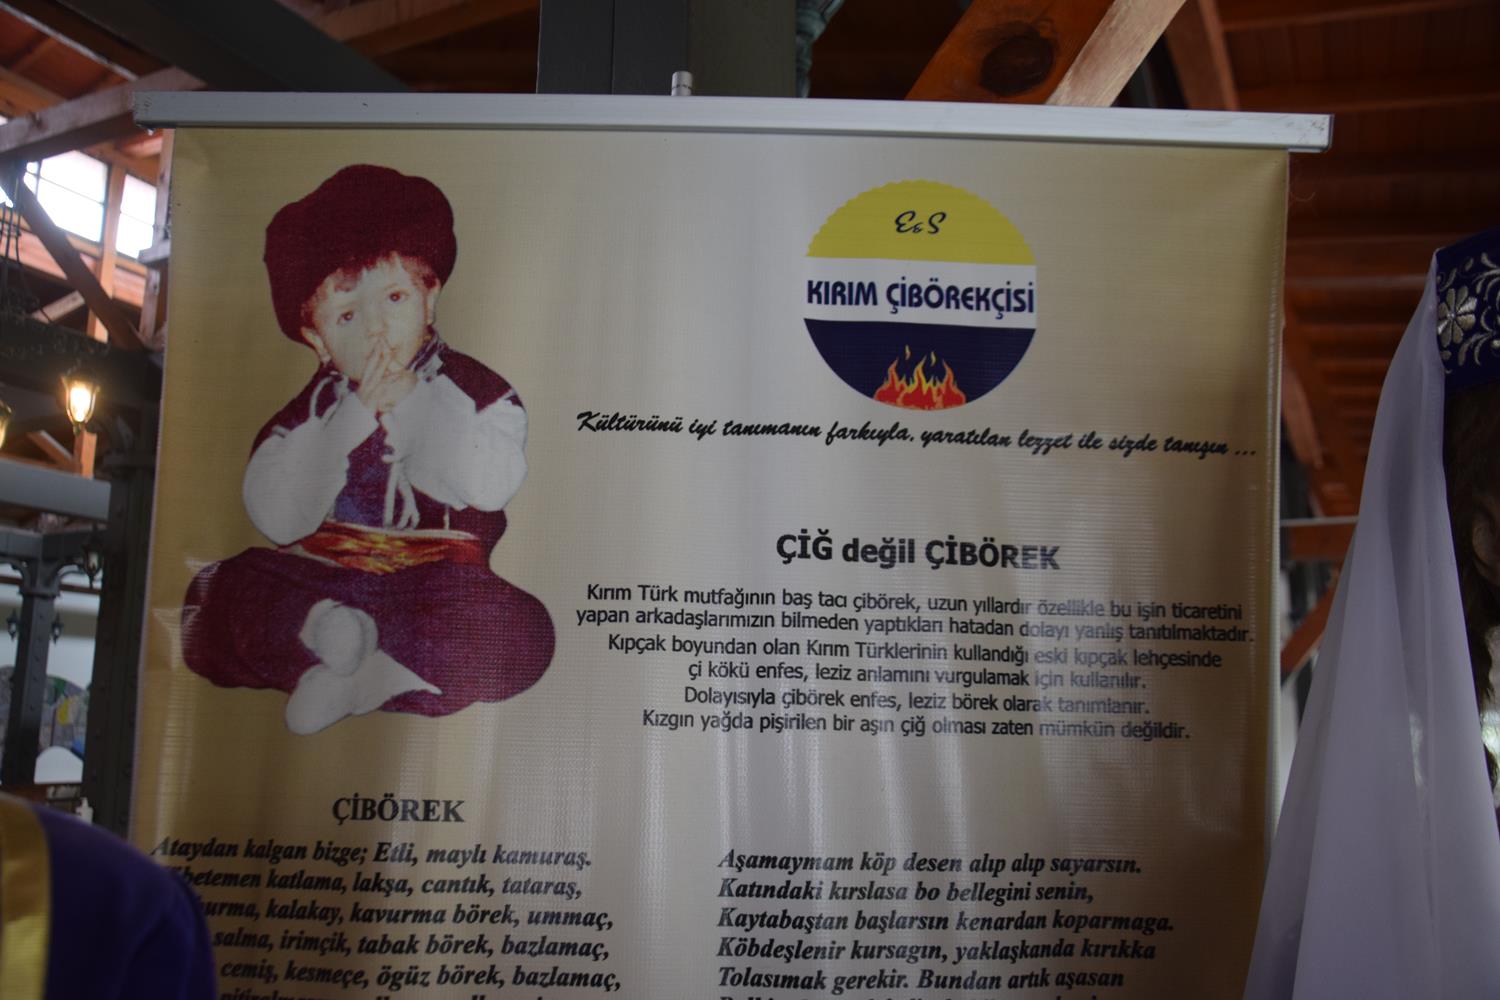 E&S
KIRIM ÇİBÖREKÇİSİ
Kültürünü iyi tanımanın farkıyla, yaratılan lezzet ile sizde tanışın ...
ÇİĞ değil ÇİBÖREK
Kırım Türk mutfağının baş tacı çibörek, uzun yıllardır özellikle bu işin ticaretini
yapan arkadaşlarımızın bilmeden yaptıkları hatadan dolayı yanlış tanıtılmaktadır.
Kıpçak boyundan olan Kırım Türklerinin kullandığı eski kıpçak lehçesinde
çi kökü enfes, leziz anlamını vurgulamak için kullanılır.
Dolayısıyla çibörek enfes, leziz börek olarak tanımlanır.
Kızgın yağda pişirilen bir aşın çiğ olması zaten mümkün değildir.
ÇİBÖREK
Ataydan kalgan bizge; Etli, maylı kamuraş.
katlama, lakşa, cantık, tataraş,
kalakay, kavurma börek, ummaç,
salma, irimçik, tabak börek, bazlamaç,
cemiş, kesmeçe, ögüz börek, bazlamaç,
Aşamaymam köp desen alıp alıp sayarsın.
Katındaki kırslasa bo bellegini senin,
Kaytabaştan başlarsın kenardan koparmaga.
Köbdeşlenir kursagın, yaklaşkanda kırıkka
Tolasımak gerekir. Bundan artık aşasan